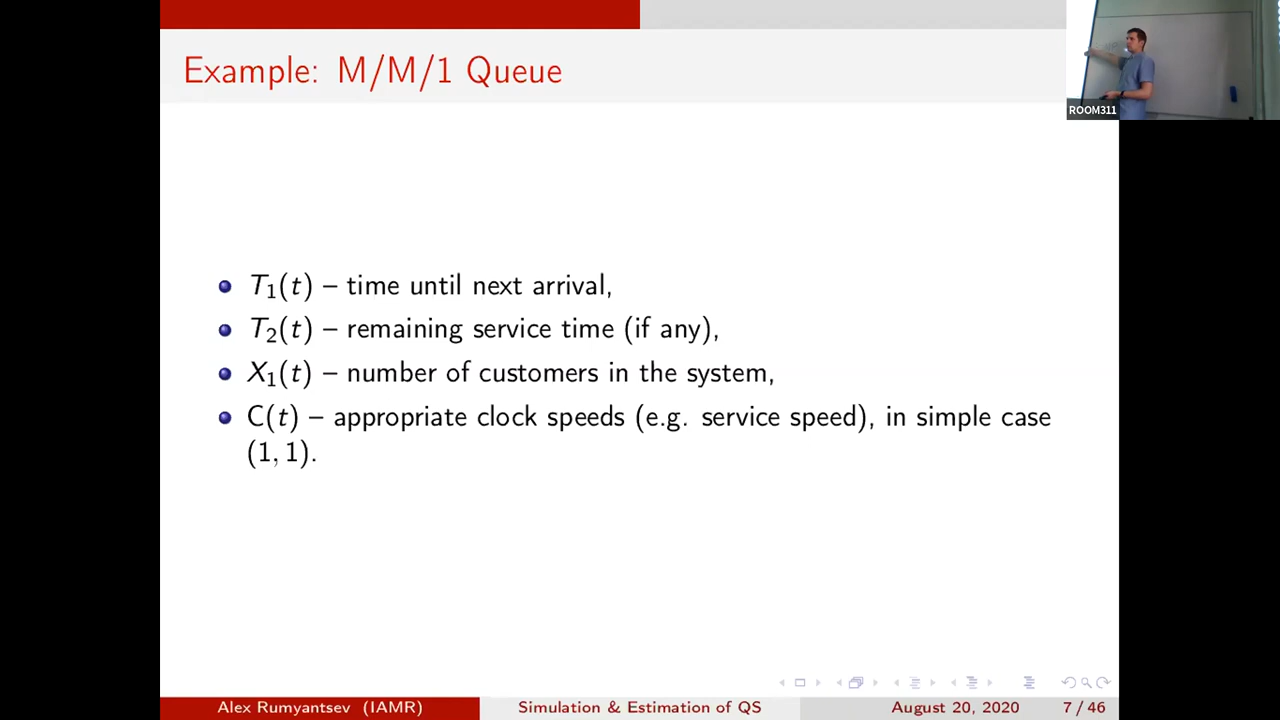 Example: M/M/1 Queue
ROOM311
T₁(t) – time until next arrival,
T₂(t) – remaining service time (if any),
X₁(t) – number of customers in the system,
C(t) – appropriate clock speeds (e.g. service speed), in simple case
(1, 1).
Alex Rumyantsev (IAMR) Simulation & Estimation of QS August 20, 2020 7 / 46